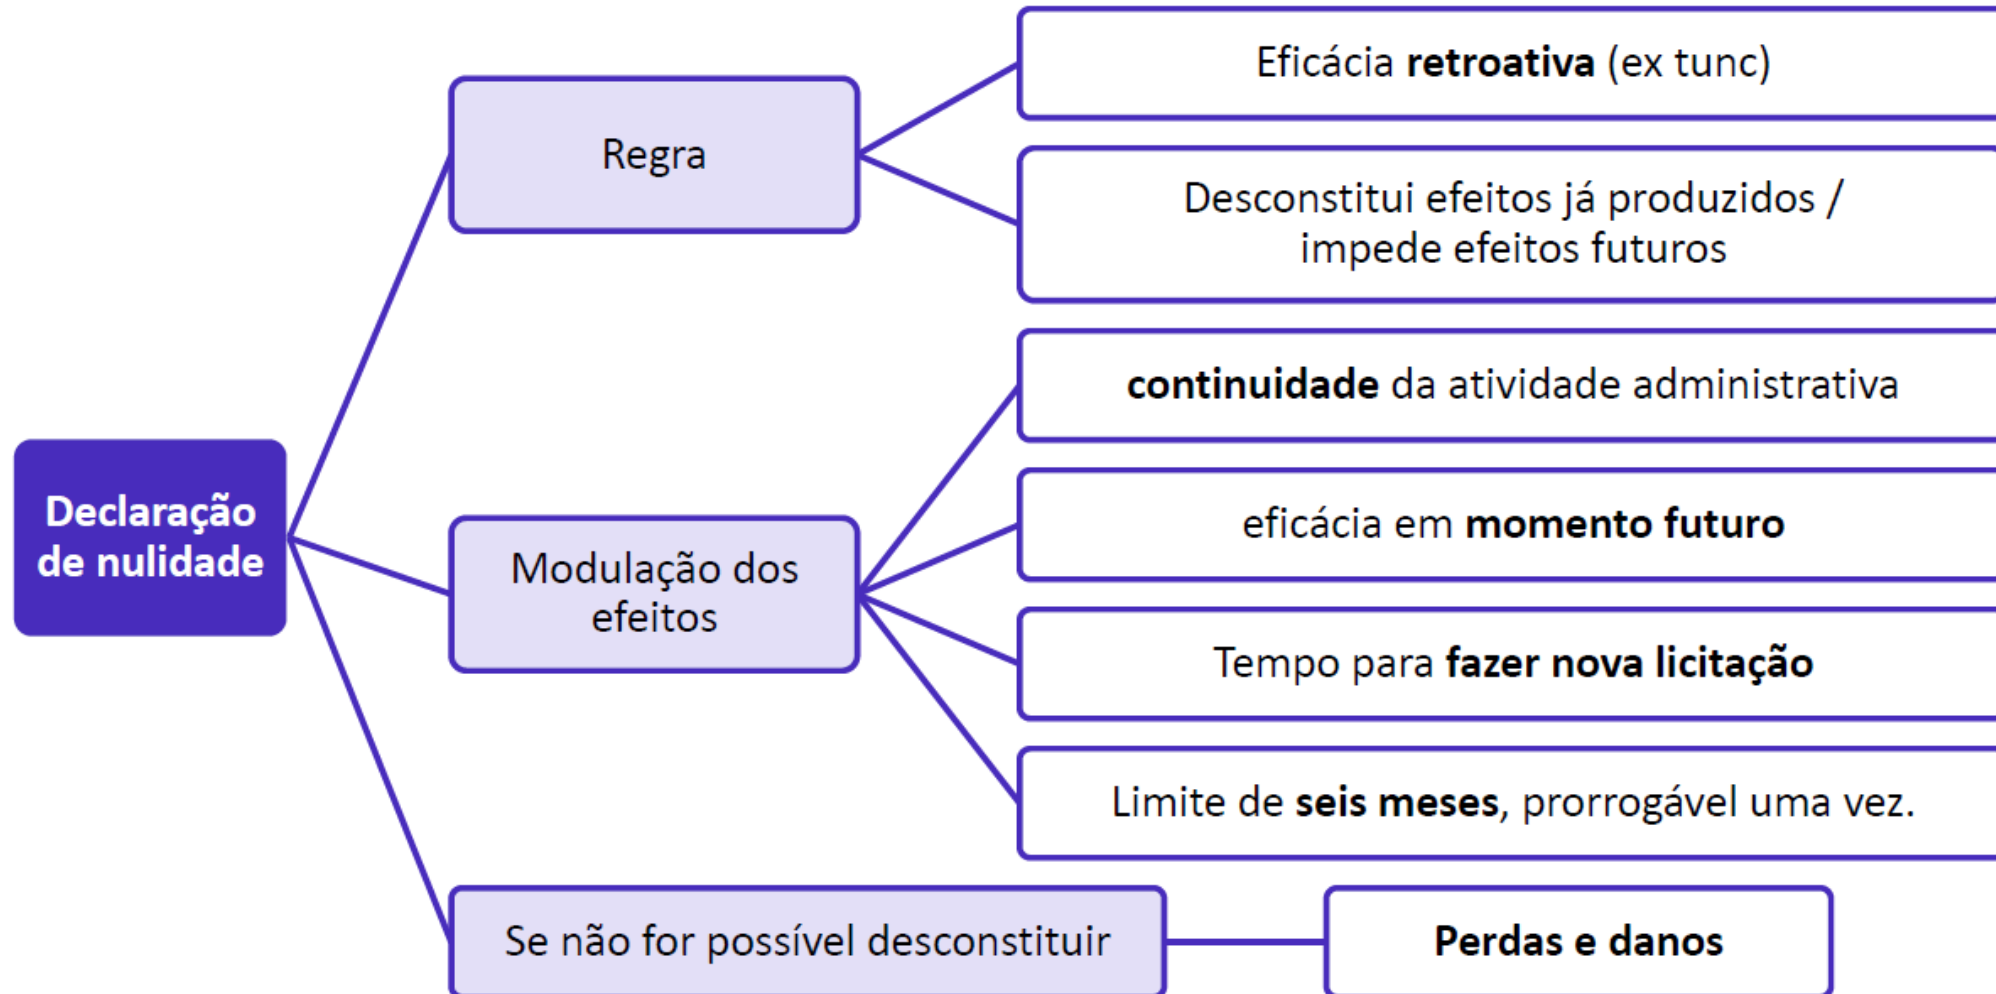 Declaração
de nulidade
Regra
Eficácia retroativa (ex tunc)
Desconstitui efeitos já produzidos /
impede efeitos futuros
Modulação dos
efeitos
continuidade da atividade administrativa
eficácia em momento futuro
Tempo para fazer nova licitação
Limite de seis meses, prorrogável uma vez.
Se não for possível desconstituir
Perdas e danos